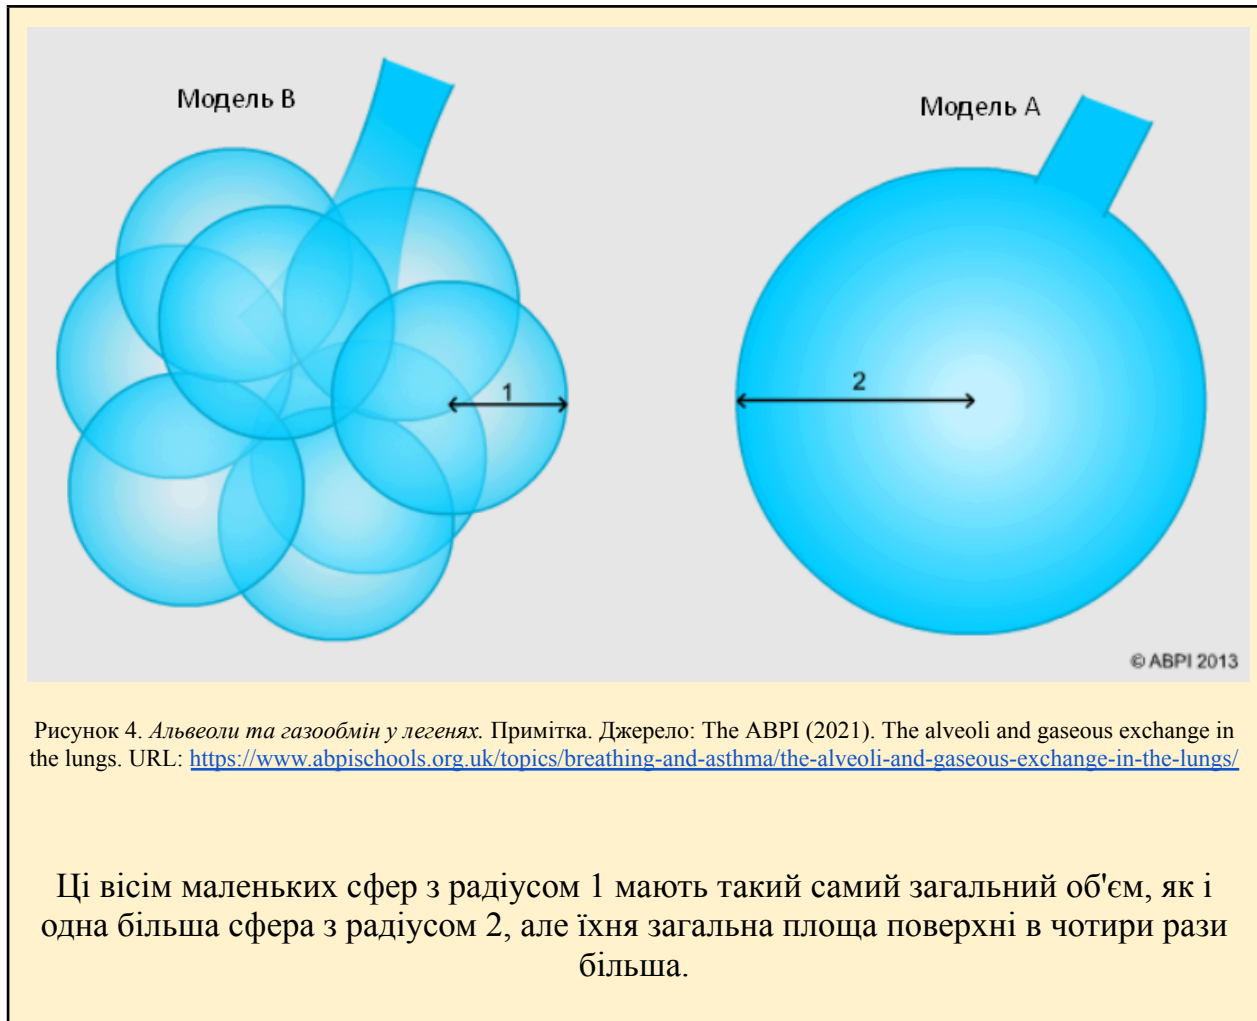 Модель В
Модель А
1
2
© ABPI 2013
Рисунок 4. Альвеоли та газообмін у легенях. Примітка. Джерело: The ABPI (2021). The alveoli and gaseous exchange in
the lungs. URL: https://www.abpischools.org.uk/topics/breathing-and-asthma/the-alveoli-and-gaseous-exchange-in-the-lungs/
Ці вісім маленьких сфер з радіусом 1 мають такий самий загальний об'єм, як і
одна більша сфера з радіусом 2, але їхня загальна площа поверхні в чотири рази
більша.